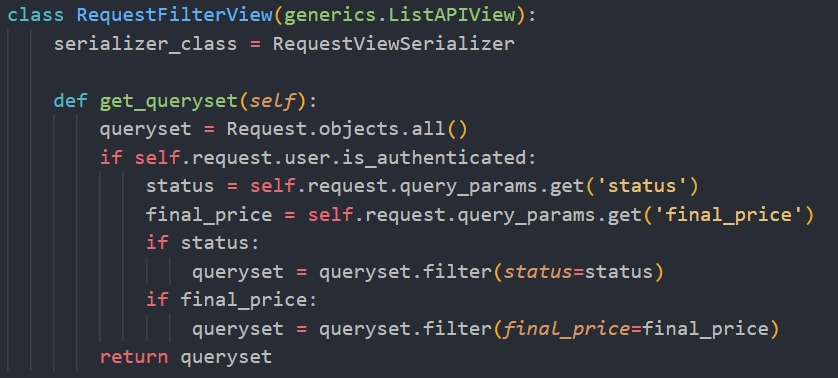 class RequestFilterView(generics.ListAPIView):
    serializer_class = RequestViewSerializer

    def get_queryset(self):
        queryset = Request.objects.all()
        if self.request.user.is_authenticated:
            status = self.request.query_params.get('status')
            final_price = self.request.query_params.get('final_price')
            if status:
                queryset = queryset.filter(status=status)
            if final_price:
                queryset = queryset.filter(final_price=final_price)
        return queryset